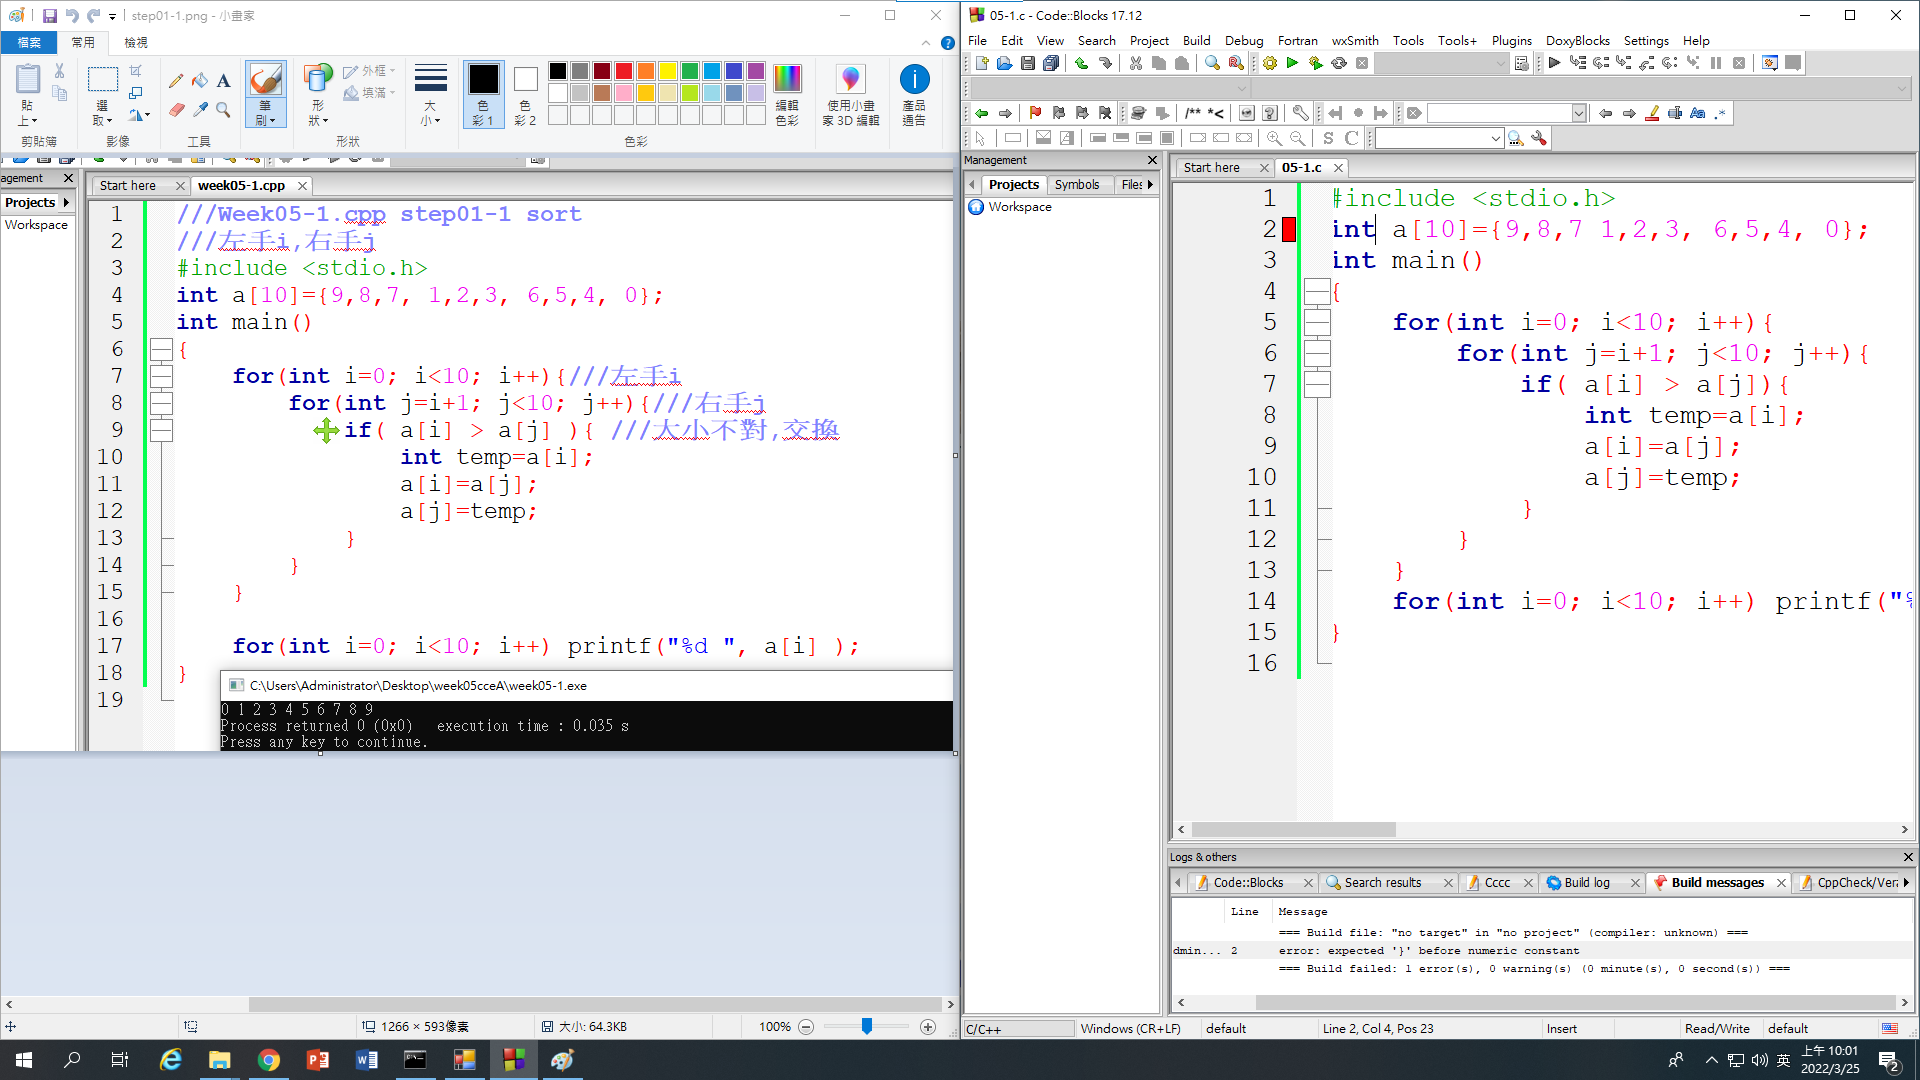 step01-1.png - 小畫家
檔案 常用 檢視
貼上 剪貼簿
選取 影像
工具
筆刷
形狀 外框 填滿 形狀
大小
色彩 1 色彩 2 編輯色彩 色彩
使用小畫家 3D 編輯
產品通告
agement
Projects
Workspace
Start here week05-1.cpp
1 ///Week05-1.cpp step01-1 sort
2 ///左手i,右手j
3 #include <stdio.h>
4 int a[10]={9,8,7, 1,2,3, 6,5,4, 0};
5 int main()
6 {
7 for(int i=0; i<10; i++){///左手i
8 for(int j=i+1; j<10; j++){///右手j
9 if( a[i] > a[j] ){ ///大小不對,交換
10 int temp=a[i];
11 a[i]=a[j];
12 a[j]=temp;
13 }
14 }
15 }
16
17 for(int i=0; i<10; i++) printf("%d ", a[i] );
18 }
19
C:\Users\Administrator\Desktop\week05cceA\week05-1.exe
0 1 2 3 4 5 6 7 8 9
Process returned 0 (0x0) execution time : 0.035 s
Press any key to continue.
1266 × 593像素 大小: 64.3KB 100%
05-1.c - Code::Blocks 17.12
File Edit View Search Project Build Debug Fortran wxSmith Tools Tools+ Plugins DoxyBlocks Settings Help
/** *<
S C
Management
Projects Symbols Files
Workspace
Start here 05-1.c
1 #include <stdio.h>
2 int a[10]={9,8,7 1,2,3, 6,5,4, 0};
3 int main()
4 {
5 for(int i=0; i<10; i++){
6 for(int j=i+1; j<10; j++){
7 if( a[i] > a[j]){
8 int temp=a[i];
9 a[i]=a[j];
10 a[j]=temp;
11 }
12 }
13 }
14 for(int i=0; i<10; i++) printf("%
15 }
16
Logs & others
Code::Blocks Search results Cccc Build log Build messages CppCheck/Vera
Line Message
=== Build file: "no target" in "no project" (compiler: unknown) ===
dmin... 2 error: expected '}' before numeric constant
=== Build failed: 1 error(s), 0 warning(s) (0 minute(s), 0 second(s)) ===
C/C++ Windows (CR+LF) default Line 2, Col 4, Pos 23 Insert Read/Write default
英 上午 10:01
2022/3/25
2